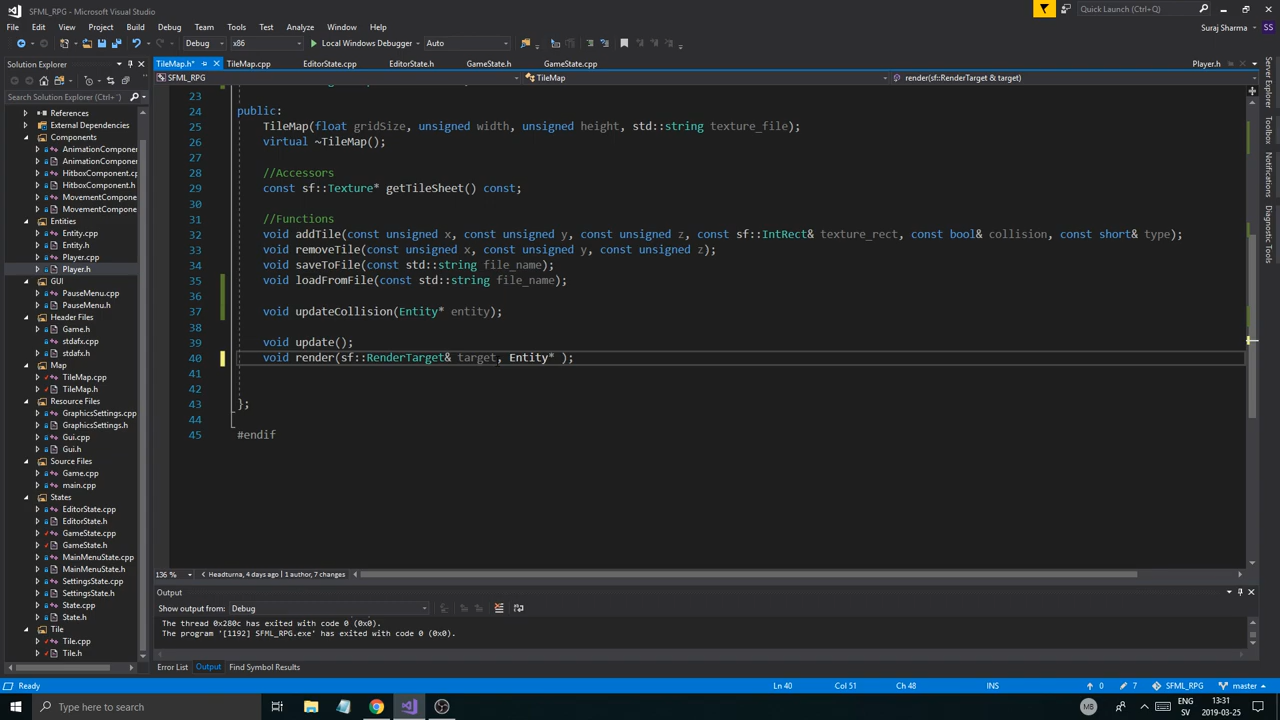 SFML_RPG - Microsoft Visual Studio
Quick Launch (Ctrl+Q)
File Edit View Project Build Debug Team Tools Test Analyze Window Help
Suraj Sharma SS
Debug x86 Local Windows Debugger Auto
Solution Explorer
TileMap.h* TileMap.cpp EditorState.cpp EditorState.h GameState.h GameState.cpp Player.h
SFML_RPG TileMap render(sf::RenderTarget & target)
Search Solution Explorer (Ctrl+
References
External Dependencies
Components
AnimationCompone
AnimationCompone
HitboxComponent.c
HitboxComponent.h
MovementCompone
MovementCompone
Entities
Entity.cpp
Entity.h
Player.cpp
Player.h
GUI
PauseMenu.cpp
PauseMenu.h
Header Files
Game.h
stdafx.cpp
stdafx.h
Map
TileMap.cpp
TileMap.h
Resource Files
GraphicsSettings.cpp
GraphicsSettings.h
Gui.cpp
Gui.h
Source Files
Game.cpp
main.cpp
States
EditorState.cpp
EditorState.h
GameState.cpp
GameState.h
MainMenuState.cpp
MainMenuState.h
SettingsState.cpp
SettingsState.h
State.cpp
State.h
Tile
Tile.cpp
Tile.h
23
24 public:
25 TileMap(float gridSize, unsigned width, unsigned height, std::string texture_file);
26 virtual ~TileMap();
27
28 //Accessors
29 const sf::Texture* getTileSheet() const;
30
31 //Functions
32 void addTile(const unsigned x, const unsigned y, const unsigned z, const sf::IntRect& texture_rect, const bool& collision, const short& type);
33 void removeTile(const unsigned x, const unsigned y, const unsigned z);
34 void saveToFile(const std::string file_name);
35 void loadFromFile(const std::string file_name);
36
37 void updateCollision(Entity* entity);
38
39 void update();
40 void render(sf::RenderTarget& target, Entity* );
41
42
43 };
44
45 #endif
Server Explorer
Toolbox
Notifications
Diagnostic Tools
136 % Headturna, 4 days ago | 1 author, 7 changes
Output
Show output from: Debug
The thread 0x280c has exited with code 0 (0x0).
The program '[1192] SFML_RPG.exe' has exited with code 0 (0x0).
Error List Output Find Symbol Results
Ready Ln 40 Col 51 Ch 48 INS 0 7 SFML_RPG master
Type here to search MB ENG SV 13:31 2019-03-25